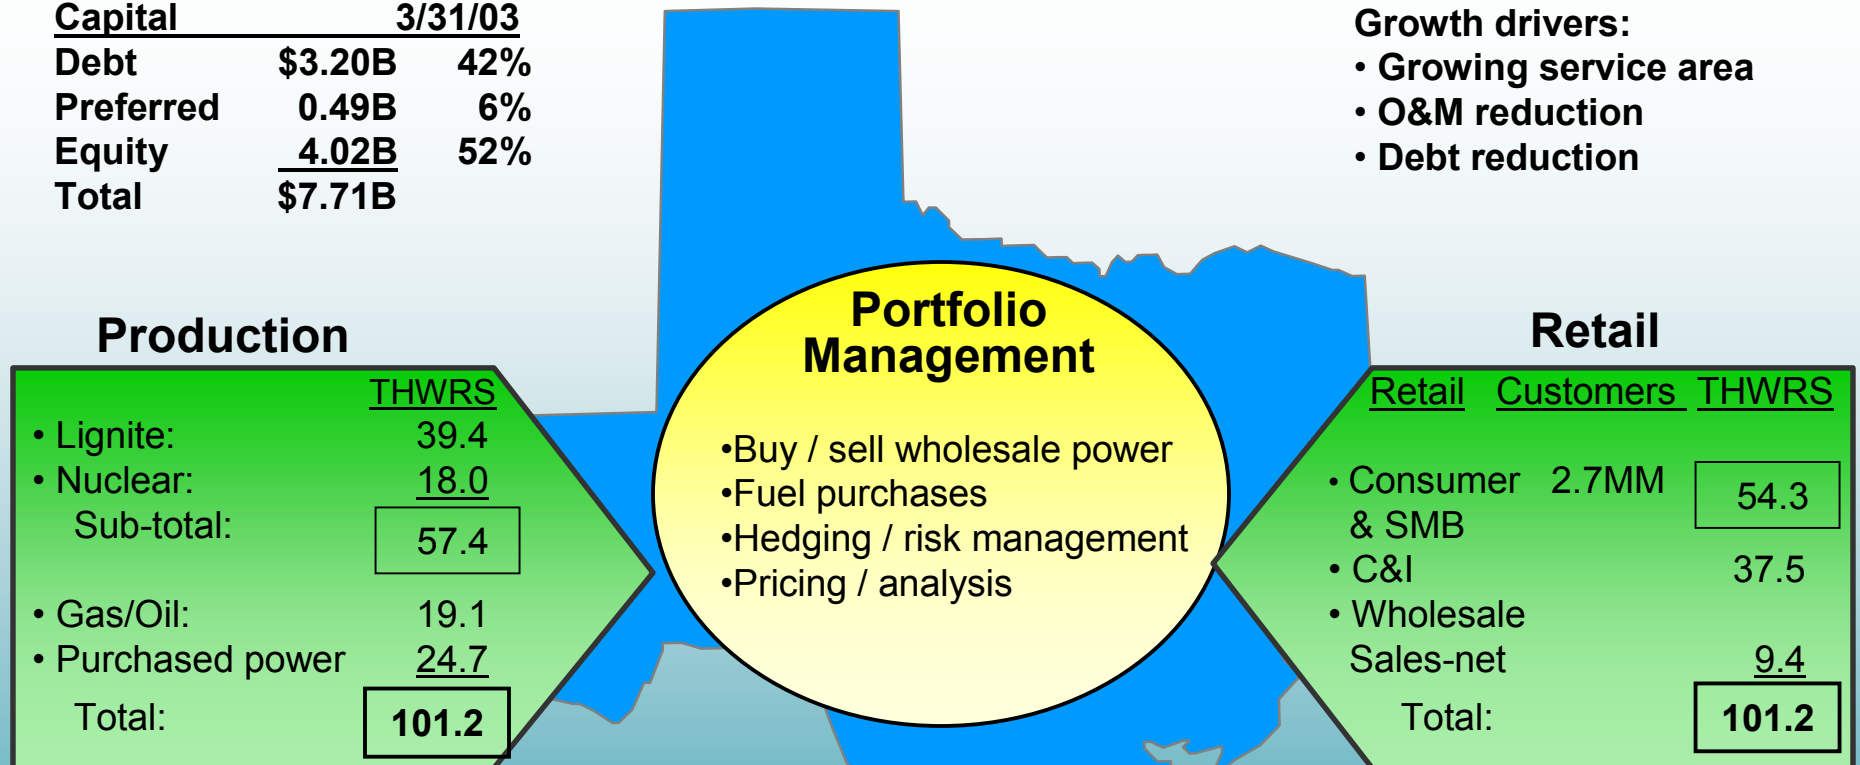 Capital 3/31/03
Debt $3.20B 42%
Preferred 0.49B 6%
Equity 4.02B 52%
Total $7.71B
Growth drivers:
• Growing service area
• O&M reduction
• Debt reduction
Production
THWRS
• Lignite: 39.4
• Nuclear: 18.0
Sub-total: 57.4
• Gas/Oil: 19.1
• Purchased power 24.7
Total: 101.2
Portfolio
Management
•Buy / sell wholesale power
•Fuel purchases
•Hedging / risk management
•Pricing / analysis
Retail
Retail Customers THWRS
• Consumer 2.7MM 54.3
& SMB
• C&I 37.5
• Wholesale
Sales-net 9.4
Total: 101.2